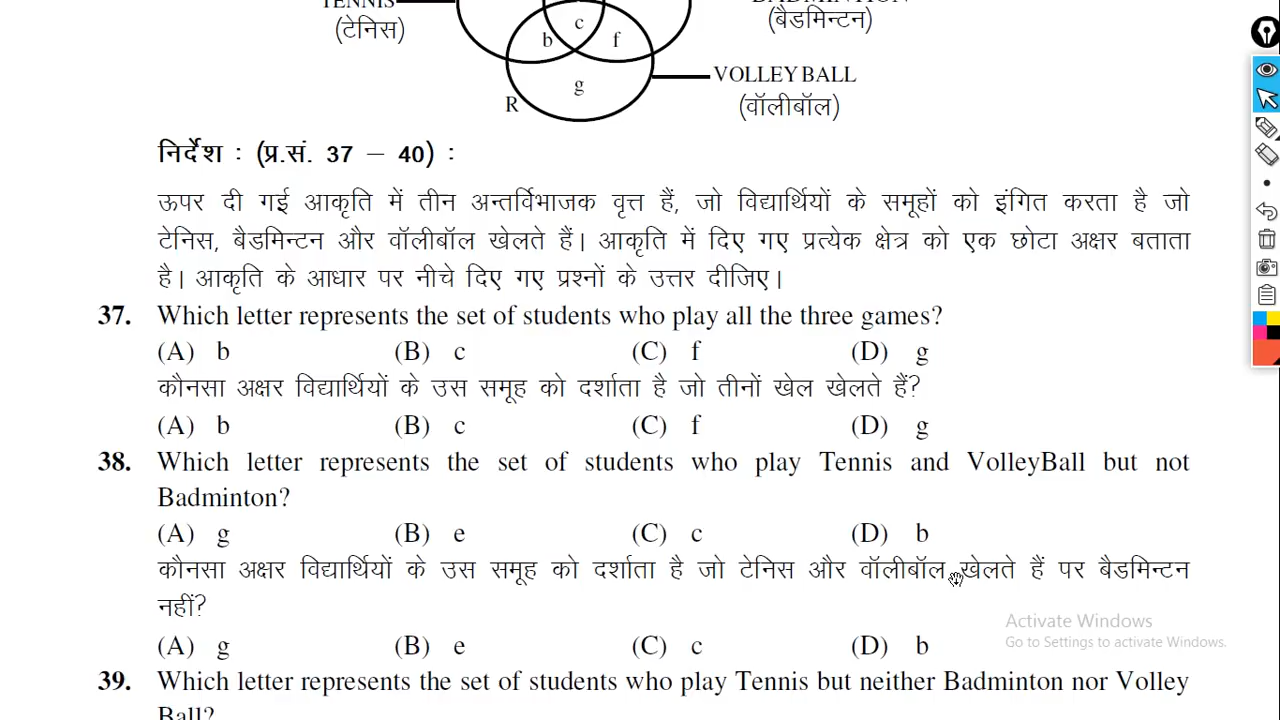 TENNIS
(टेनिस)
BADMINTON
(बैडमिन्टन)
c
b
f
g
R
VOLLEYBALL
(वॉलीबॉल)
निर्देश : (प्र.सं. 37 – 40) :
ऊपर दी गई आकृति में तीन अन्तर्विभाजक वृत्त हैं, जो विद्यार्थियों के समूहों को इंगित करता है जो
टेनिस, बैडमिन्टन और वॉलीबॉल खेलते हैं। आकृति में दिए गए प्रत्येक क्षेत्र को एक छोटा अक्षर बताता
है। आकृति के आधार पर नीचे दिए गए प्रश्नों के उत्तर दीजिए।
37. Which letter represents the set of students who play all the three games?
(A) b (B) c (C) f (D) g
कौनसा अक्षर विद्यार्थियों के उस समूह को दर्शाता है जो तीनों खेल खेलते हैं?
(A) b (B) c (C) f (D) g
38. Which letter represents the set of students who play Tennis and VolleyBall but not
Badminton?
(A) g (B) e (C) c (D) b
कौनसा अक्षर विद्यार्थियों के उस समूह को दर्शाता है जो टेनिस और वॉलीबॉल खेलते हैं पर बैडमिन्टन
नहीं?
(A) g (B) e (C) c (D) b
Activate Windows
Go to Settings to activate Windows.
39. Which letter represents the set of students who play Tennis but neither Badminton nor Volley
Ball?